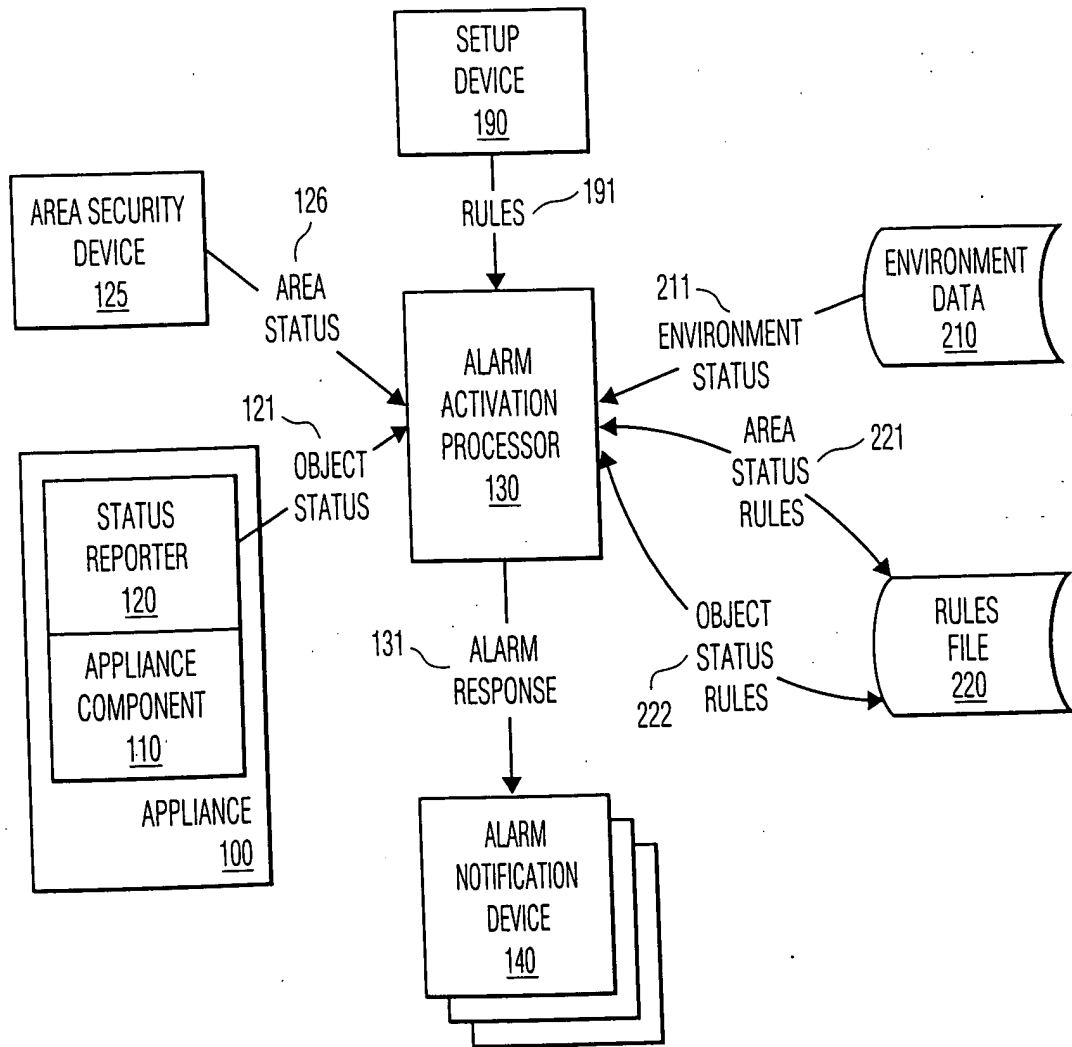 SETUP
DEVICE
190
RULES
191
AREA SECURITY
DEVICE
125
126
AREA
STATUS
ENVIRONMENT
DATA
210
211
ENVIRONMENT
STATUS
ALARM
ACTIVATION
PROCESSOR
130
121
OBJECT
STATUS
AREA
STATUS
RULES
221
STATUS
REPORTER
120
APPLIANCE
COMPONENT
110
APPLIANCE
100
131
ALARM
RESPONSE
OBJECT
STATUS
RULES
222
RULES
FILE
220
ALARM
NOTIFICATION
DEVICE
140